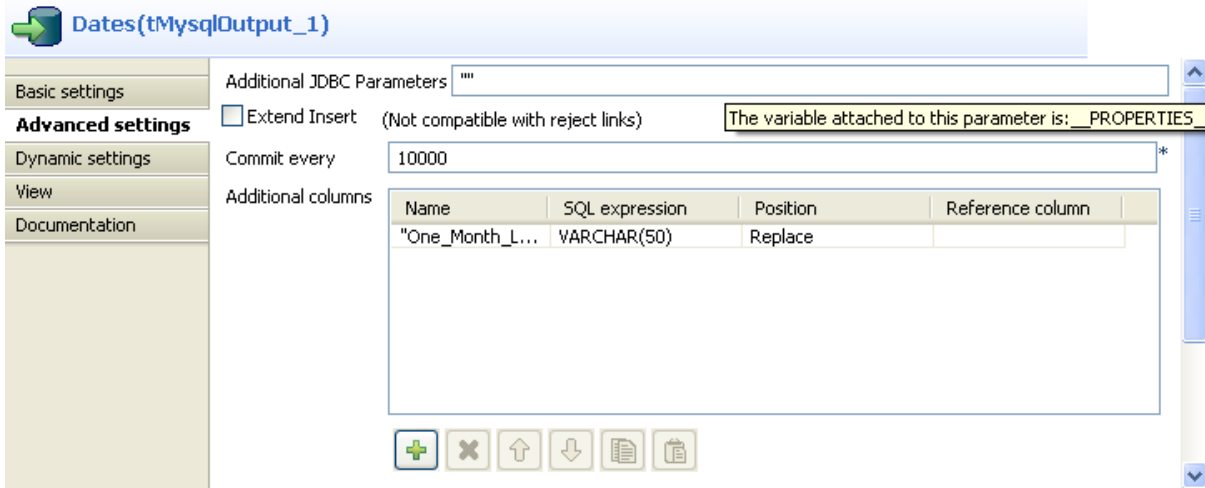 Dates(tMysqlOutput_1)
Basic settings
Advanced settings
Dynamic settings
View
Documentation
Additional JDBC Parameters ""
Extend Insert (Not compatible with reject links)
The variable attached to this parameter is:__PROPERTIES_
Commit every 10000 *
Additional columns
Name SQL expression Position Reference column
"One_Month_L... VARCHAR(50) Replace